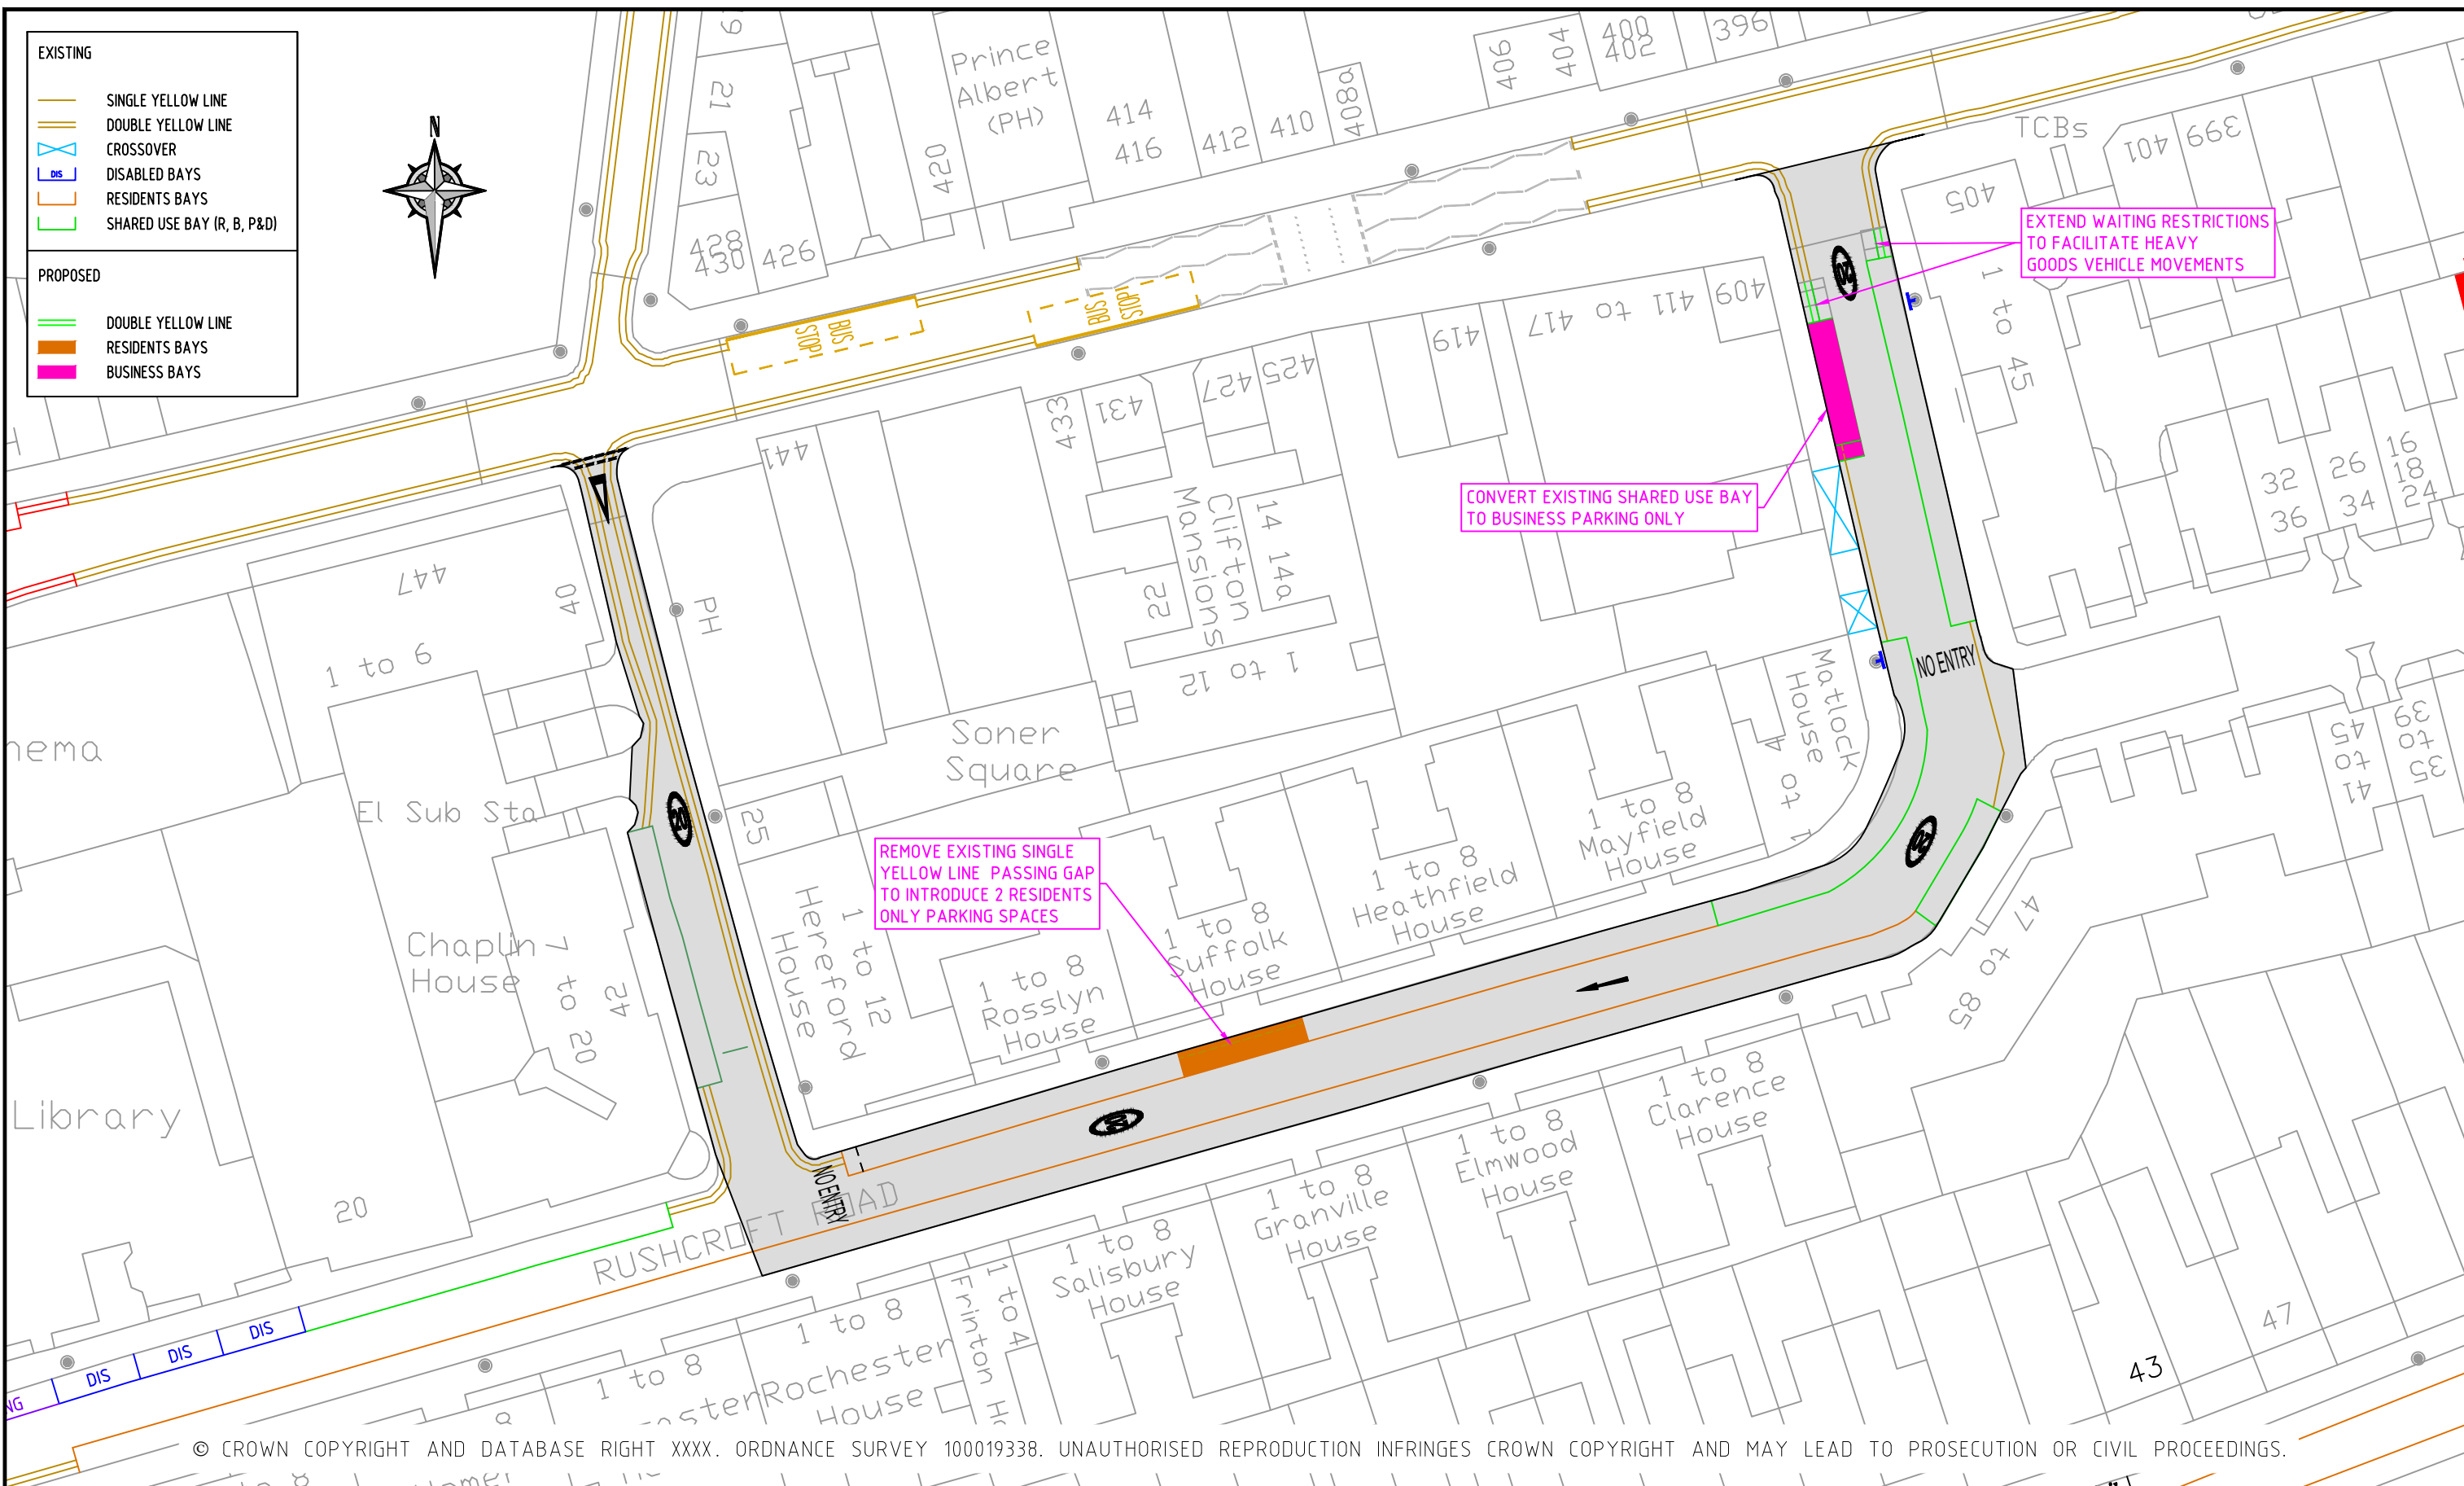 EXISTING
SINGLE YELLOW LINE
DOUBLE YELLOW LINE
CROSSOVER
DIS
DISABLED BAYS
RESIDENTS BAYS
SHARED USE BAY (R, B, P&D)
PROPOSED
DOUBLE YELLOW LINE
RESIDENTS BAYS
BUSINESS BAYS
N
21
23
428
430
426
420
Prince
Albert
(PH)
414
416
412
410
408a
406
404
400
402
396
TCBs
401
399
405
EXTEND WAITING RESTRICTIONS
TO FACILITATE HEAVY
GOODS VEHICLE MOVEMENTS
1 to 45
20
BUS
STOP
BUS
STOP
409
411 to 417
419
425
427
431
433
441
447
40
1 to 6
PH
Clifton
Mansions
14 14a
22
1 to 12
CONVERT EXISTING SHARED USE BAY
TO BUSINESS PARKING ONLY
16
18
24
26
34
32
36
NO ENTRY
Matlock
House
1 to 4
39
35 to
45
41 to
Soner
Square
nema
El Sub Sta
20
25
REMOVE EXISTING SINGLE
YELLOW LINE PASSING GAP
TO INTRODUCE 2 RESIDENTS
ONLY PARKING SPACES
1 to 8
Mayfield
House
1 to 8
Heathfield
House
1 to 8
Suffolk
House
1 to 8
Rosslyn
House
1 to 12
Hereford
House
20
47 to 85
Chaplin
House
7 to 20
42
Library
20
20
1 to 8
Clarence
House
1 to 8
Elmwood
House
1 to 8
Granville
House
1 to 8
Salisbury
House
NO ENTRY
RUSHCROFT ROAD
1 to 4
Frinton
1 to 8
Rochester
House
1 to 8
DIS
DIS
DIS
NG
8
43
47
© CROWN COPYRIGHT AND DATABASE RIGHT XXXX. ORDNANCE SURVEY 100019338. UNAUTHORISED REPRODUCTION INFRINGES CROWN COPYRIGHT AND MAY LEAD TO PROSECUTION OR CIVIL PROCEEDINGS.